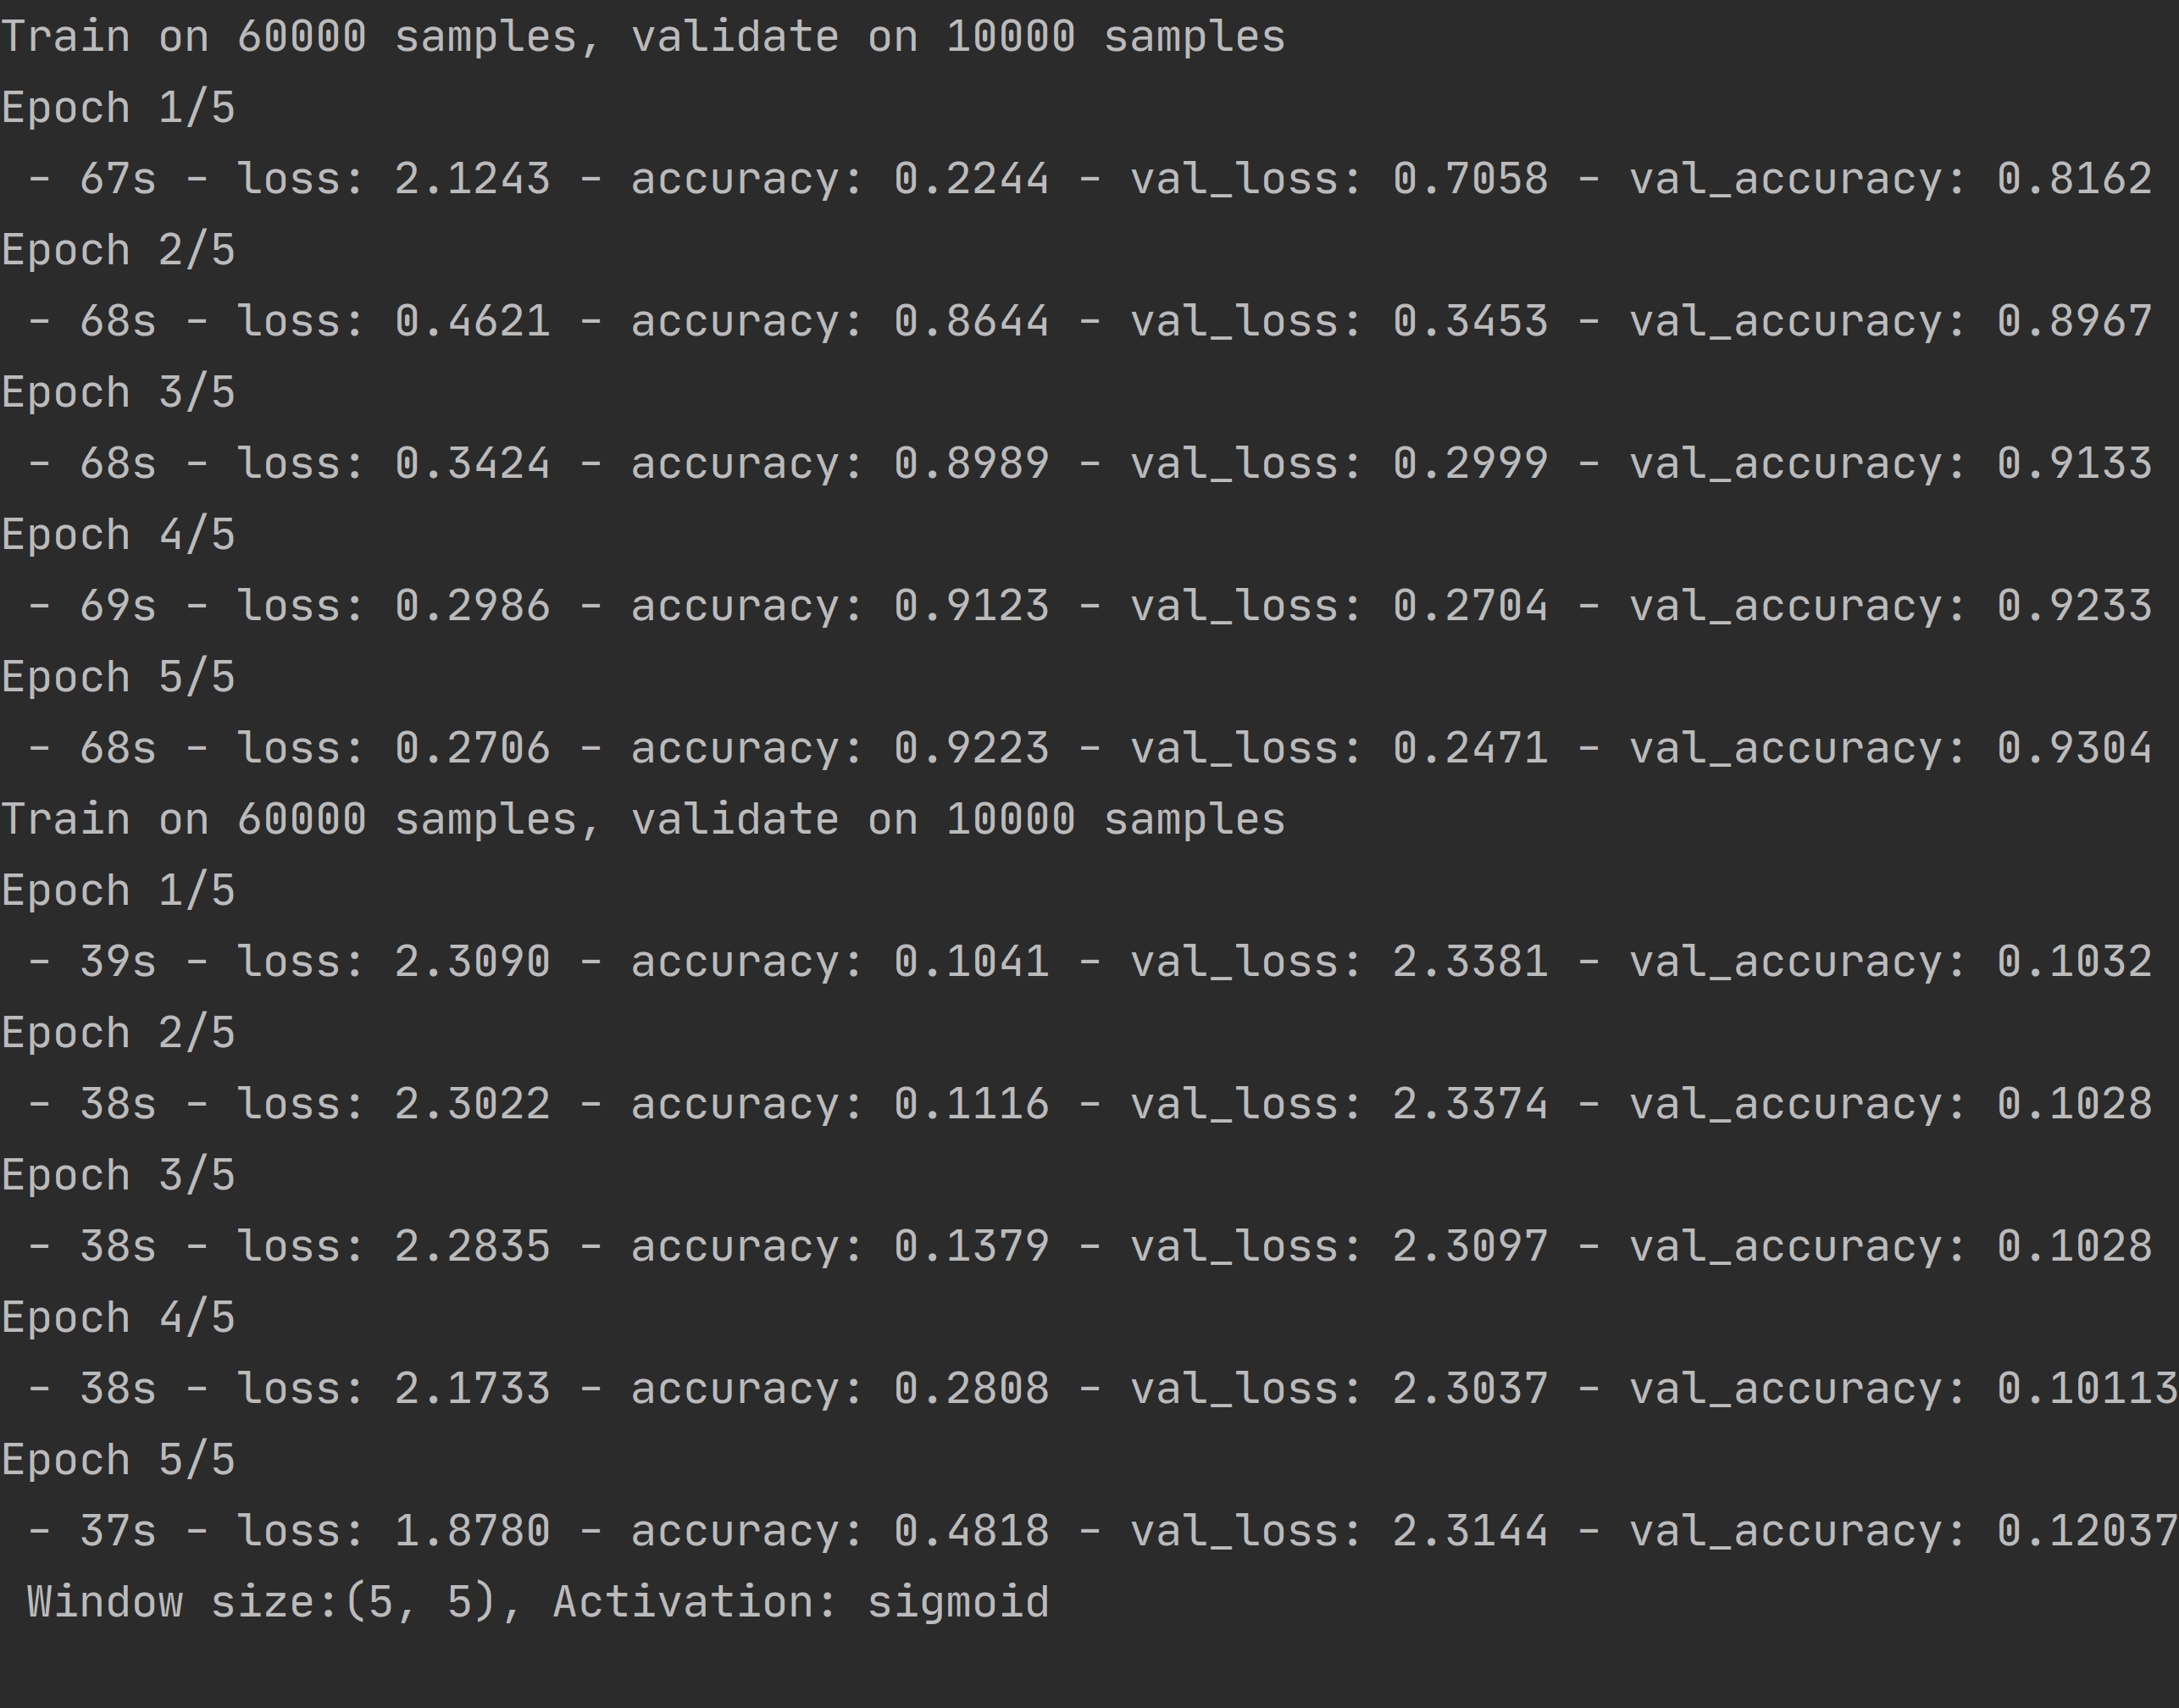 Train on 60000 samples, validate on 10000 samples
Epoch 1/5
 - 67s - loss: 2.1243 - accuracy: 0.2244 - val_loss: 0.7058 - val_accuracy: 0.8162
Epoch 2/5
 - 68s - loss: 0.4621 - accuracy: 0.8644 - val_loss: 0.3453 - val_accuracy: 0.8967
Epoch 3/5
 - 68s - loss: 0.3424 - accuracy: 0.8989 - val_loss: 0.2999 - val_accuracy: 0.9133
Epoch 4/5
 - 69s - loss: 0.2986 - accuracy: 0.9123 - val_loss: 0.2704 - val_accuracy: 0.9233
Epoch 5/5
 - 68s - loss: 0.2706 - accuracy: 0.9223 - val_loss: 0.2471 - val_accuracy: 0.9304
Train on 60000 samples, validate on 10000 samples
Epoch 1/5
 - 39s - loss: 2.3090 - accuracy: 0.1041 - val_loss: 2.3381 - val_accuracy: 0.1032
Epoch 2/5
 - 38s - loss: 2.3022 - accuracy: 0.1116 - val_loss: 2.3374 - val_accuracy: 0.1028
Epoch 3/5
 - 38s - loss: 2.2835 - accuracy: 0.1379 - val_loss: 2.3097 - val_accuracy: 0.1028
Epoch 4/5
 - 38s - loss: 2.1733 - accuracy: 0.2808 - val_loss: 2.3037 - val_accuracy: 0.10113
Epoch 5/5
 - 37s - loss: 1.8780 - accuracy: 0.4818 - val_loss: 2.3144 - val_accuracy: 0.12037
 Window size:(5, 5), Activation: sigmoid